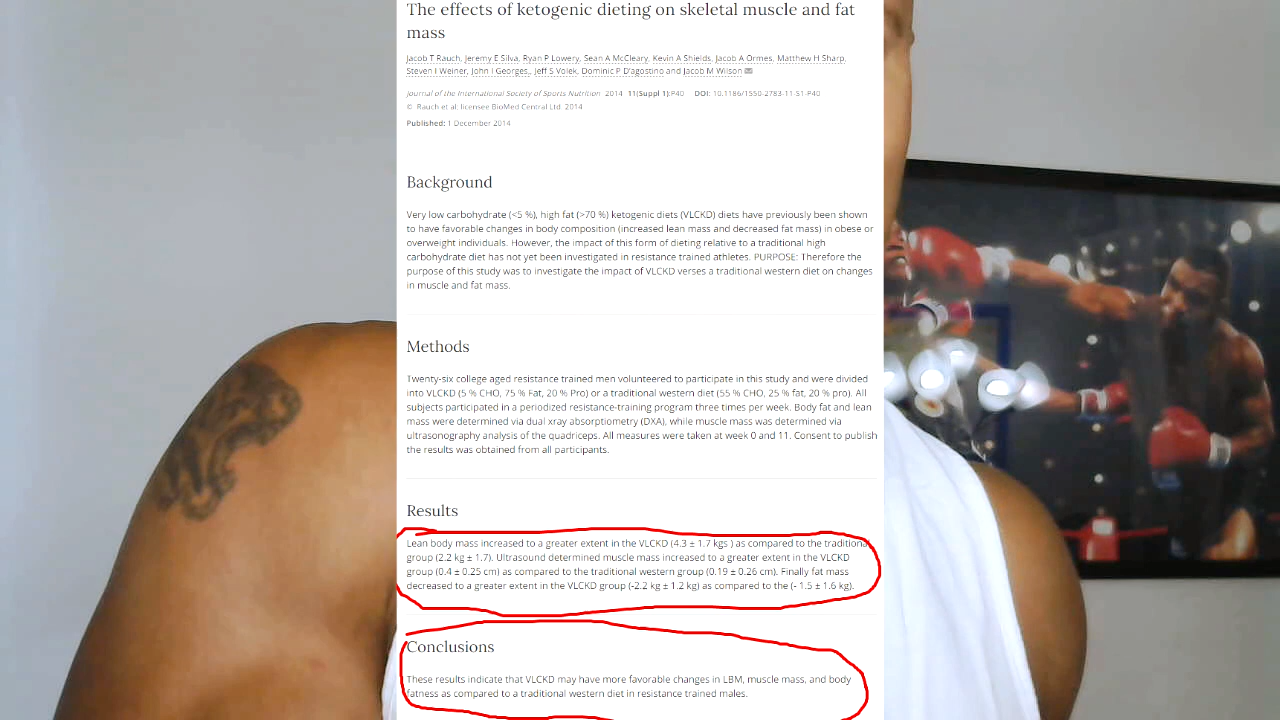 The effects of ketogenic dieting on skeletal muscle and fat
mass
Jacob T Rauch, Jeremy E Silva, Ryan P Lowery, Sean A McCleary, Kevin A Shields, Jacob A Ormes, Matthew H Sharp,
Steven I Weiner, John I Georges,, Jeff S Volek, Dominic P D'agostino and Jacob M Wilson
Journal of the International Society of Sports Nutrition 2014 11(Suppl 1):P40 DOI: 10.1186/1550-2783-11-S1-P40
© Rauch et al; licensee BioMed Central Ltd. 2014
Published: 1 December 2014
Background
Very low carbohydrate (<5 %), high fat (>70 %) ketogenic diets (VLCKD) diets have previously been shown
to have favorable changes in body composition (increased lean mass and decreased fat mass) in obese or
overweight individuals. However, the impact of this form of dieting relative to a traditional high
carbohydrate diet has not yet been investigated in resistance trained athletes. PURPOSE: Therefore the
purpose of this study was to investigate the impact of VLCKD verses a traditional western diet on changes
in muscle and fat mass.
Methods
Twenty-six college aged resistance trained men volunteered to participate in this study and were divided
into VLCKD (5 % CHO, 75 % Fat, 20 % Pro) or a traditional western diet (55 % CHO, 25 % fat, 20 % pro). All
subjects participated in a periodized resistance-training program three times per week. Body fat and lean
mass were determined via dual xray absorptiometry (DXA), while muscle mass was determined via
ultrasonography analysis of the quadriceps. All measures were taken at week 0 and 11. Consent to publish
the results was obtained from all participants.
Results
Lean body mass increased to a greater extent in the VLCKD (4.3 ± 1.7 kgs ) as compared to the traditional
group (2.2 kg ± 1.7). Ultrasound determined muscle mass increased to a greater extent in the VLCKD
group (0.4 ± 0.25 cm) as compared to the traditional western group (0.19 ± 0.26 cm). Finally fat mass
decreased to a greater extent in the VLCKD group (-2.2 kg ± 1.2 kg) as compared to the (- 1.5 ± 1.6 kg).
Conclusions
These results indicate that VLCKD may have more favorable changes in LBM, muscle mass, and body
fatness as compared to a traditional western diet in resistance trained males.